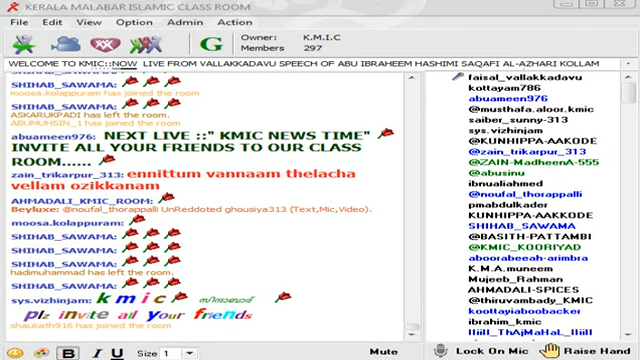 KERALA MALABAR ISLAMIC CLASS ROOM
File Edit View Option Admin Action
G Owner: K.M.I.C
Members 297
WELCOME TO KMIC::NOW LIVE FROM VALLAKKADAVU SPEECH OF ABU IBRAHEEM HASHIMI SAQAFI AL-AZHARI KOLLAM
SHIHAB_SAWAMA:
moosa.kolappuram has joined the room.
SHIHAB_SAWAMA:
ASKARUKPADI has left the room.
ABUMUHSIN_1 has joined the room.
abuameen976: NEXT LIVE ::" KMIC NEWS TIME"
INVITE ALL YOUR FRIENDS TO OUR CLASS
ROOM......
zain_trikarpur_313: ennittum vannaam thelacha
vellam ozikkanam
AHMADALI_KMIC_ROOM:
Beyluxe: @noufal_thorappalli UnReddoted ghousiya313 (Text,Mic,Video).
moosa.kolappuram:
SHIHAB_SAWAMA:
SHIHAB_SAWAMA:
SHIHAB_SAWAMA:
hadimuhammad has left the room.
SHIHAB_SAWAMA:
sys.vizhinjam: k m i c
plz invite all your friends
shaukath916 has joined the room
faisal_vallakkadavu
kottayam786
abuameen976
@musthafa.aloor.kmic
saiber_sunny-313
sys.vizhinjam
@KUNHIPPA-AAKODE
@zain_trikarpur_313
@ZAIN-MadheenA-555
@abusinu
ibnualiahmed
@noufal_thorappalli
pmabdulkader
KUNHIPPA-AAKKODE
SHIHAB_SAWAMA
@BASITH-PATTAMBI
@KMIC_KOORIYAD
aboorabeeah-arimbra
K.M.A.muneem
Mujeeb_Rahman
AHMADALI-SPICES
@thiruvambady_KMIC
koottayiaboobacker
ibrahim_kmic
B I U Size 1 Mute Lock On Mic Raise Hand